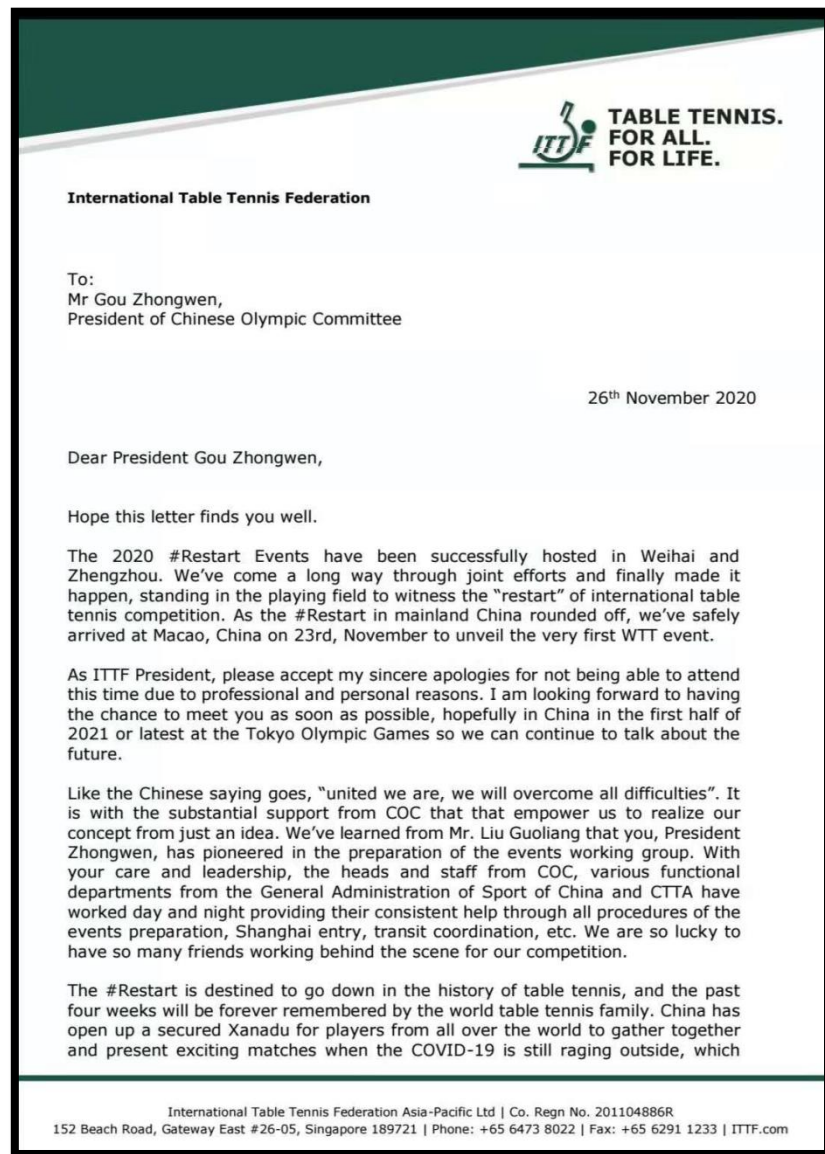 ITTF
TABLE TENNIS.
FOR ALL.
FOR LIFE.
International Table Tennis Federation
To:
Mr Gou Zhongwen,
President of Chinese Olympic Committee
26th November 2020
Dear President Gou Zhongwen,
Hope this letter finds you well.
The 2020 #Restart Events have been successfully hosted in Weihai and
Zhengzhou. We've come a long way through joint efforts and finally made it
happen, standing in the playing field to witness the “restart” of international table
tennis competition. As the #Restart in mainland China rounded off, we've safely
arrived at Macao, China on 23rd, November to unveil the very first WTT event.
As ITTF President, please accept my sincere apologies for not being able to attend
this time due to professional and personal reasons. I am looking forward to having
the chance to meet you as soon as possible, hopefully in China in the first half of
2021 or latest at the Tokyo Olympic Games so we can continue to talk about the
future.
Like the Chinese saying goes, “united we are, we will overcome all difficulties”. It
is with the substantial support from COC that that empower us to realize our
concept from just an idea. We've learned from Mr. Liu Guoliang that you, President
Zhongwen, has pioneered in the preparation of the events working group. With
your care and leadership, the heads and staff from COC, various functional
departments from the General Administration of Sport of China and CTTA have
worked day and night providing their consistent help through all procedures of the
events preparation, Shanghai entry, transit coordination, etc. We are so lucky to
have so many friends working behind the scene for our competition.
The #Restart is destined to go down in the history of table tennis, and the past
four weeks will be forever remembered by the world table tennis family. China has
open up a secured Xanadu for players from all over the world to gather together
and present exciting matches when the COVID-19 is still raging outside, which
International Table Tennis Federation Asia-Pacific Ltd | Co. Regn No. 201104886R
152 Beach Road, Gateway East #26-05, Singapore 189721 | Phone: +65 6473 8022 | Fax: +65 6291 1233 | ITTF.com